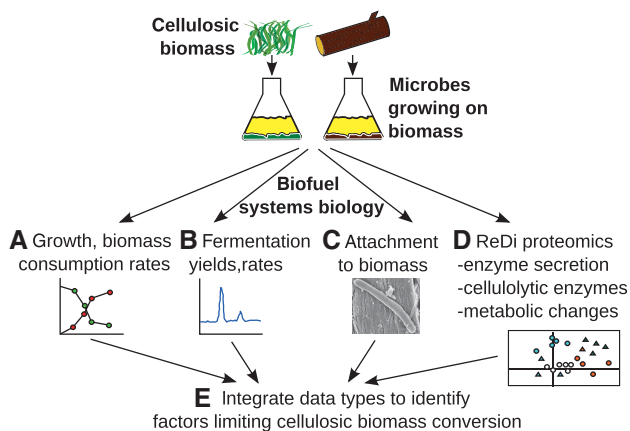 Cellulosic
biomass
Microbes
growing on
biomass
Biofuel
systems biology
A Growth, biomass
consumption rates
B Fermentation
yields,rates
C Attachment
to biomass
D ReDi proteomics
-enzyme secretion
-cellulolytic enzymes
-metabolic changes
E Integrate data types to identify
factors limiting cellulosic biomass conversion